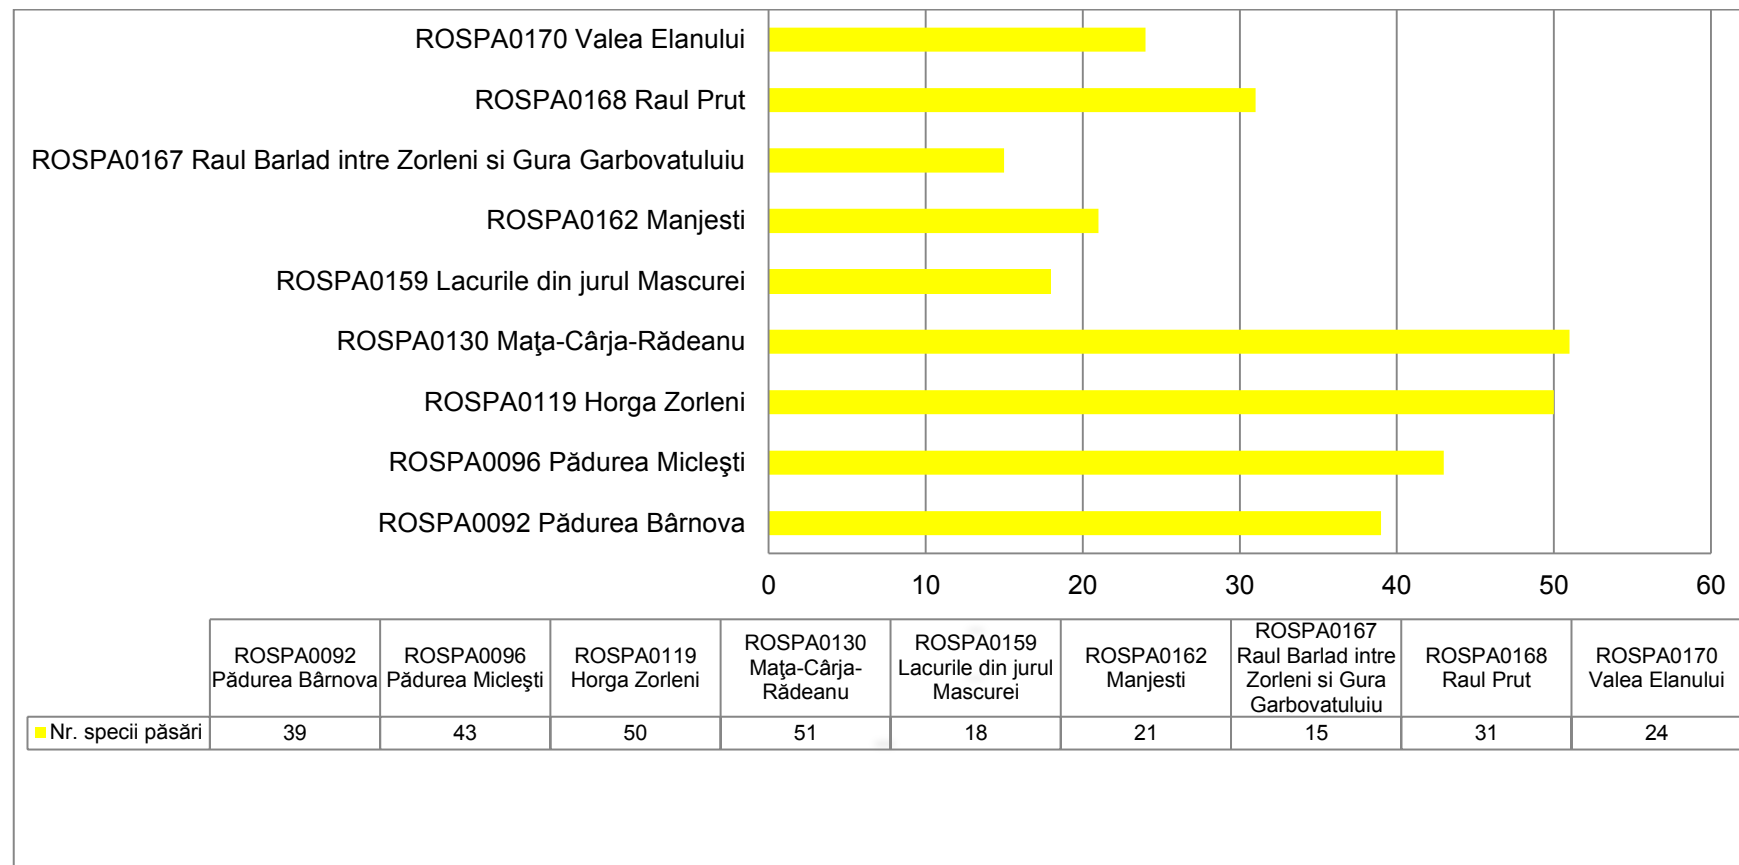 ROSPA0170 Valea Elanului
ROSPA0168 Raul Prut
ROSPA0167 Raul Barlad intre Zorleni si Gura Garbovatuluiu
ROSPA0162 Manjesti
ROSPA0159 Lacurile din jurul Mascurei
ROSPA0130 Maţa-Cârja-Rădeanu
ROSPA0119 Horga Zorleni
ROSPA0096 Pădurea Micleşti
ROSPA0092 Pădurea Bârnova
0 10 20 30 40 50 60
ROSPA0092
Pădurea Bârnova
ROSPA0096
Pădurea Micleşti
ROSPA0119
Horga Zorleni
ROSPA0130
Maţa-Cârja-
Rădeanu
ROSPA0159
Lacurile din jurul
Mascurei
ROSPA0162
Manjesti
ROSPA0167
Raul Barlad intre
Zorleni si Gura
Garbovatuluiu
ROSPA0168
Raul Prut
ROSPA0170
Valea Elanului
Nr. specii păsări 39 43 50 51 18 21 15 31 24